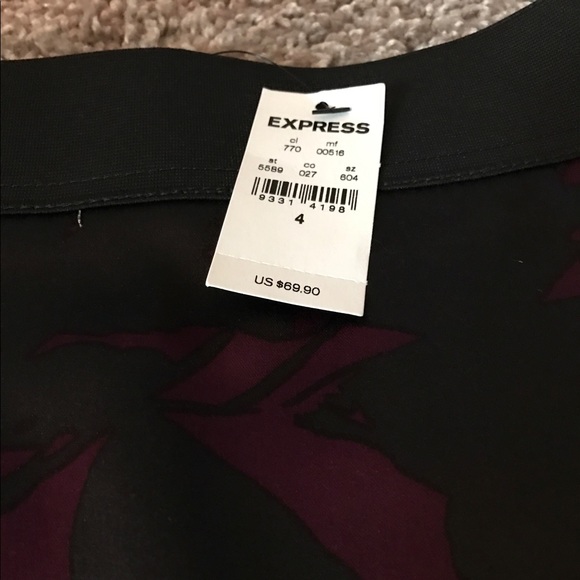 EXPRESS
cl mf
770 00516
st co sz
5589 027 604
9331 4198
4
US $69.90